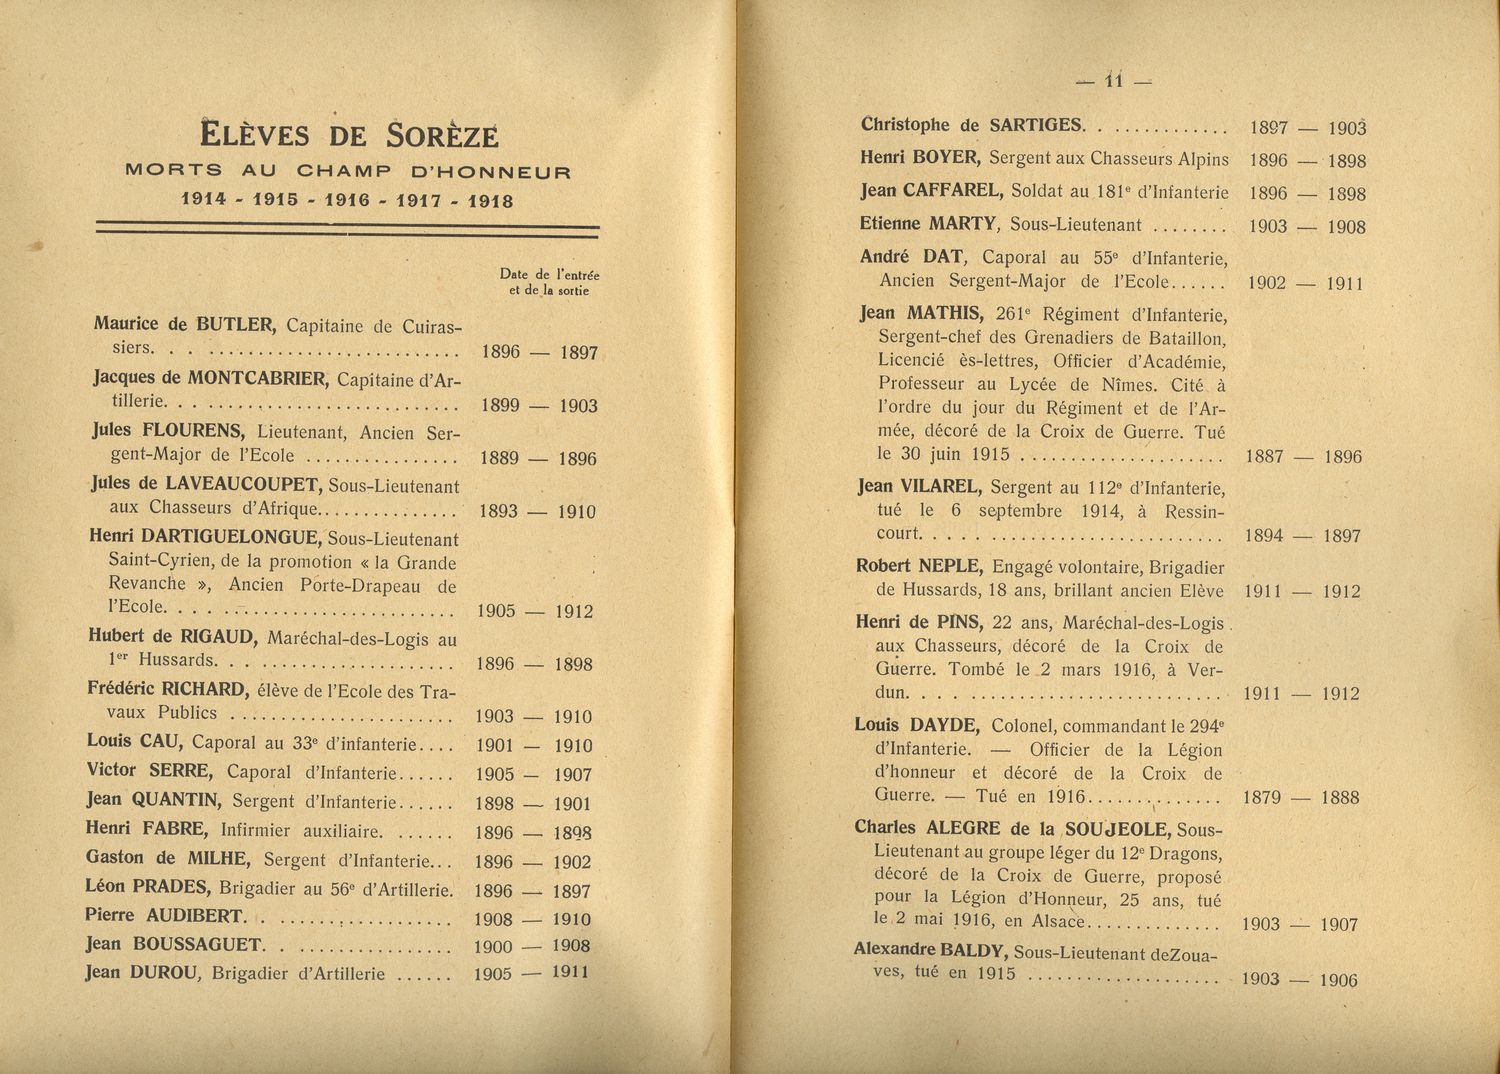 ELÈVES DE SORÈZE
MORTS AU CHAMP D'HONNEUR
1914 - 1915 - 1916 - 1917 - 1918
Date de l'entrée
et de la sortie
Maurice de BUTLER, Capitaine de Cuiras-
siers. . . ......................... 1896 — 1897
Jacques de MONTCABRIER, Capitaine d'Ar-
tillerie. . . ......................... 1899 — 1903
Jules FLOURENS, Lieutenant, Ancien Ser-
gent-Major de l'Ecole ................ 1889 — 1896
Jules de LAVEAUCOUPET, Sous-Lieutenant
aux Chasseurs d'Afrique............... 1893 — 1910
Henri DARTIGUELONGUE, Sous-Lieutenant
Saint-Cyrien, de la promotion « la Grande
Revanche », Ancien Porte-Drapeau de
l'Ecole. . . ......................... 1905 — 1912
Hubert de RIGAUD, Maréchal-des-Logis au
1er Hussards. . . .................... 1896 — 1898
Frédéric RICHARD, élève de l'Ecole des Tra-
vaux Publics ....................... 1903 — 1910
Louis CAU, Caporal au 33e d'infanterie.... 1901 — 1910
Victor SERRE, Caporal d'Infanterie...... 1905 — 1907
Jean QUANTIN, Sergent d'Infanterie...... 1898 — 1901
Henri FABRE, Infirmier auxiliaire. ...... 1896 — 1898
Gaston de MILHE, Sergent d'Infanterie... 1896 — 1902
Léon PRADES, Brigadier au 56e d'Artillerie. 1896 — 1897
Pierre AUDIBERT. . .................. 1908 — 1910
Jean BOUSSAGUET. . ................ 1900 — 1908
Jean DUROU, Brigadier d'Artillerie ...... 1905 — 1911
— 11 —
Christophe de SARTIGES. . ............ 1897 — 1903
Henri BOYER, Sergent aux Chasseurs Alpins 1896 — 1898
Jean CAFFAREL, Soldat au 181e d'Infanterie 1896 — 1898
Etienne MARTY, Sous-Lieutenant ........ 1903 — 1908
André DAT, Caporal au 55e d'Infanterie,
Ancien Sergent-Major de l'Ecole...... 1902 — 1911
Jean MATHIS, 261e Régiment d'Infanterie,
Sergent-chef des Grenadiers de Bataillon,
Licencié ès-lettres, Officier d'Académie,
Professeur au Lycée de Nîmes. Cité à
l'ordre du jour du Régiment et de l'Ar-
mée, décoré de la Croix de Guerre. Tué
le 30 juin 1915 .................... 1887 — 1896
Jean VILAREL, Sergent au 112e d'Infanterie,
tué le 6 septembre 1914, à Ressin-
court. . . .......................... 1894 — 1897
Robert NEPLE, Engagé volontaire, Brigadier
de Hussards, 18 ans, brillant ancien Elève 1911 — 1912
Henri de PINS, 22 ans, Maréchal-des-Logis
aux Chasseurs, décoré de la Croix de
Guerre. Tombé le 2 mars 1916, à Ver-
dun. . . . .......................... 1911 — 1912
Louis DAYDE, Colonel, commandant le 294e
d'Infanterie. — Officier de la Légion
d'honneur et décoré de la Croix de
Guerre. — Tué en 1916.............. 1879 — 1888
Charles ALEGRE de la SOUJEOLE, Sous-
Lieutenant au groupe léger du 12e Dragons,
décoré de la Croix de Guerre, proposé
pour la Légion d'Honneur, 25 ans, tué
le 2 mai 1916, en Alsace.............. 1903 — 1907
Alexandre BALDY, Sous-Lieutenant deZoua-
ves, tué en 1915 .................... 1903 — 1906